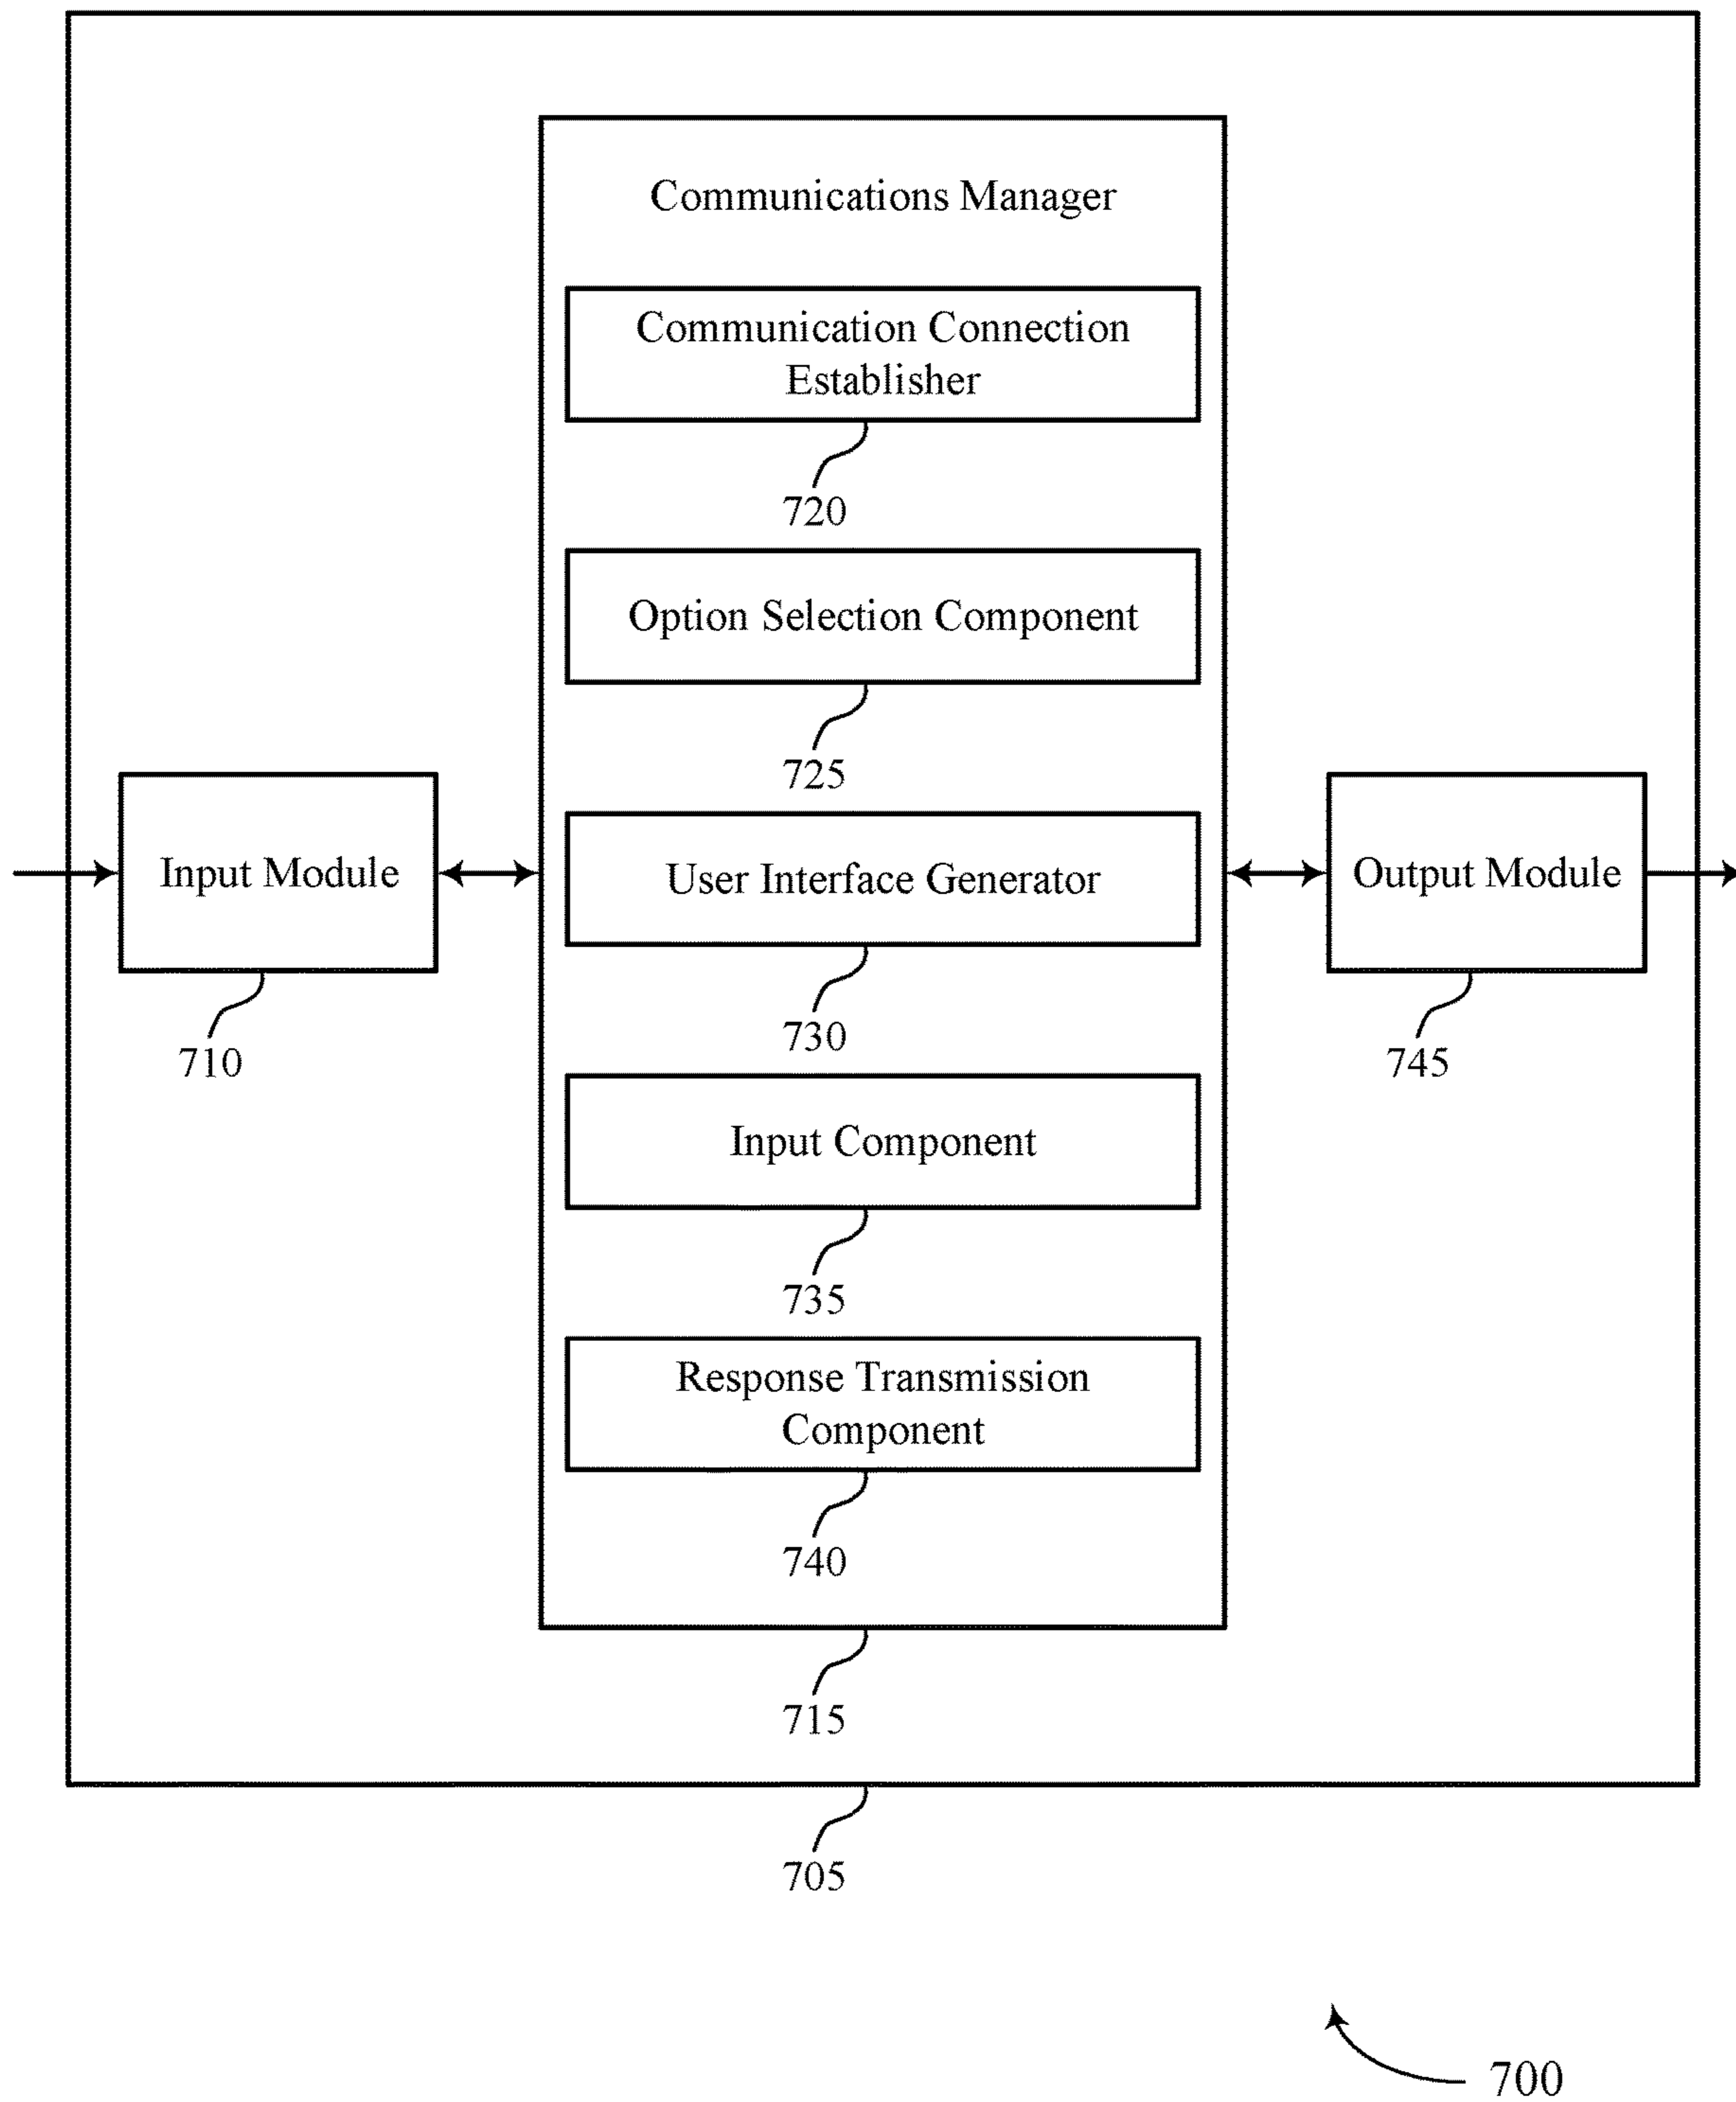 Communications Manager
Communication Connection
Establisher
720
Option Selection Component
725
Input Module
710
User Interface Generator
730
Output Module
745
Input Component
735
Response Transmission
Component
740
715
705
700